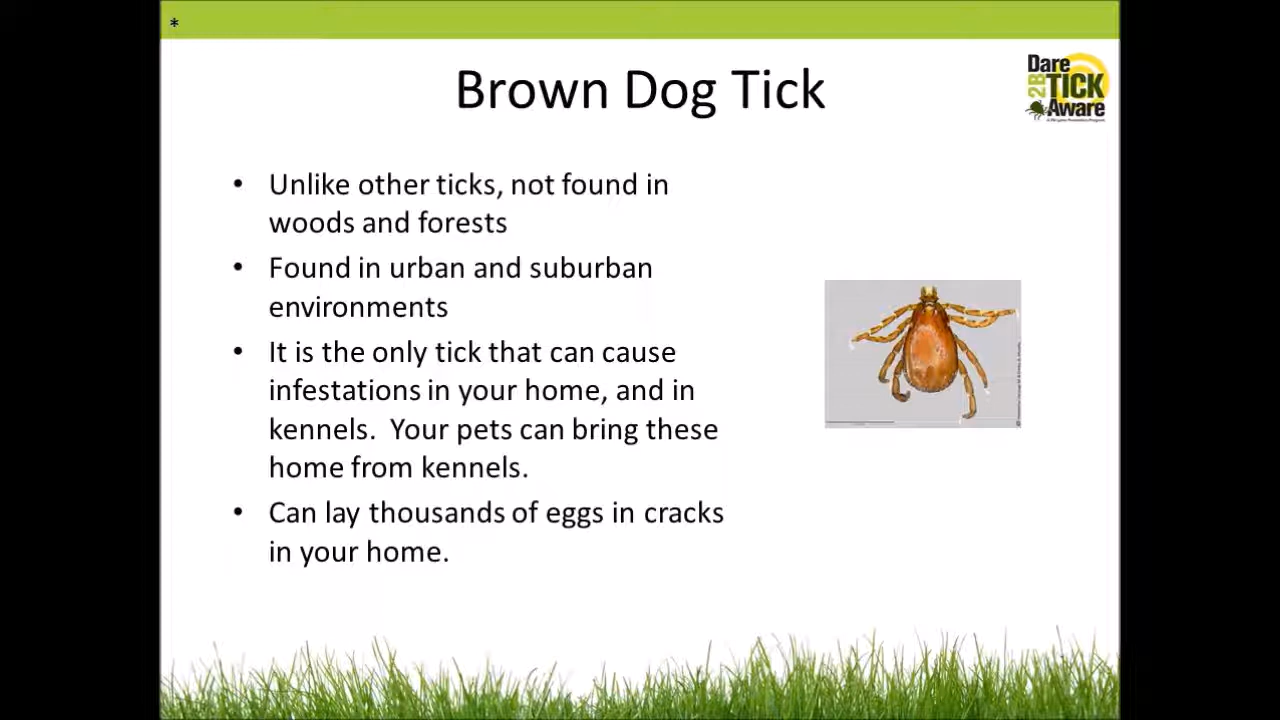 *
Brown Dog Tick
Dare
2B
TICK
Aware
• Unlike other ticks, not found in
woods and forests
• Found in urban and suburban
environments
• It is the only tick that can cause
infestations in your home, and in
kennels.  Your pets can bring these
home from kennels.
• Can lay thousands of eggs in cracks
in your home.